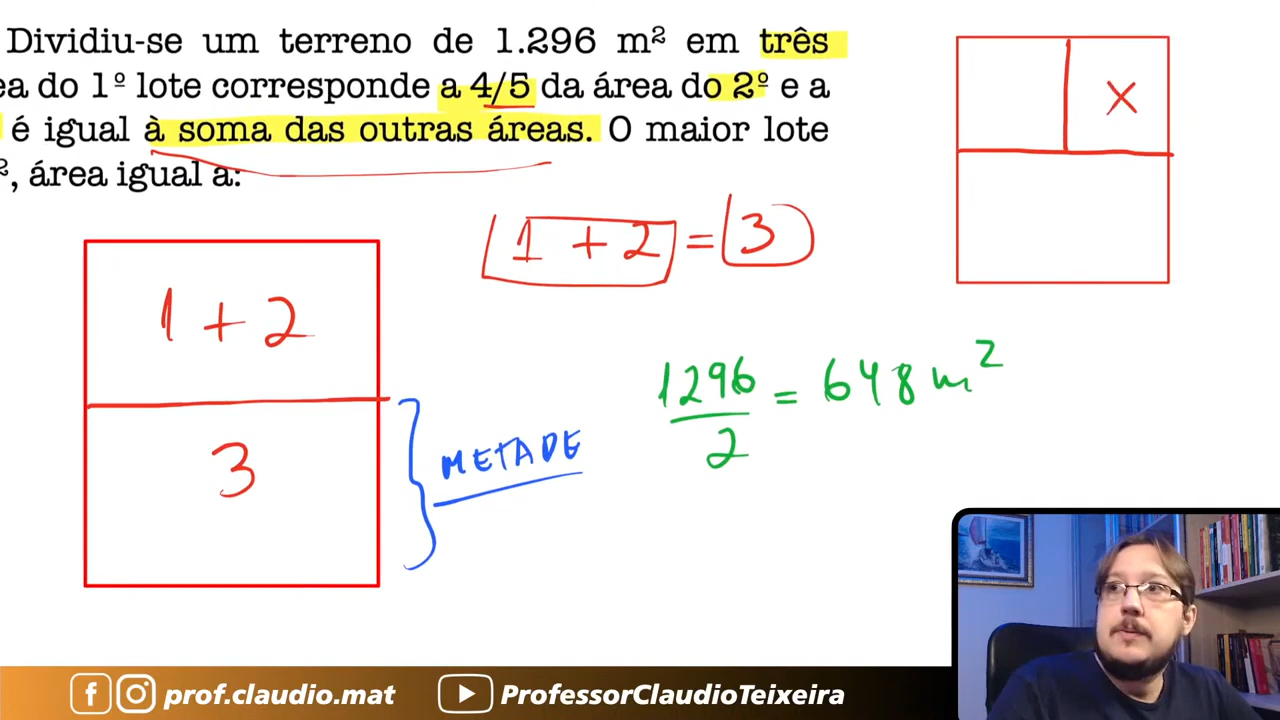 Dividiu-se um terreno de 1.296 m² em três
ea do 1º lote corresponde a 4/5 da área do 2º e a
é igual à soma das outras áreas. O maior lote
², área igual a:
1 + 2 = 3
X
1 + 2
3
METADE
1296
2
= 648 m²
prof.claudio.mat
ProfessorClaudioTeixeira